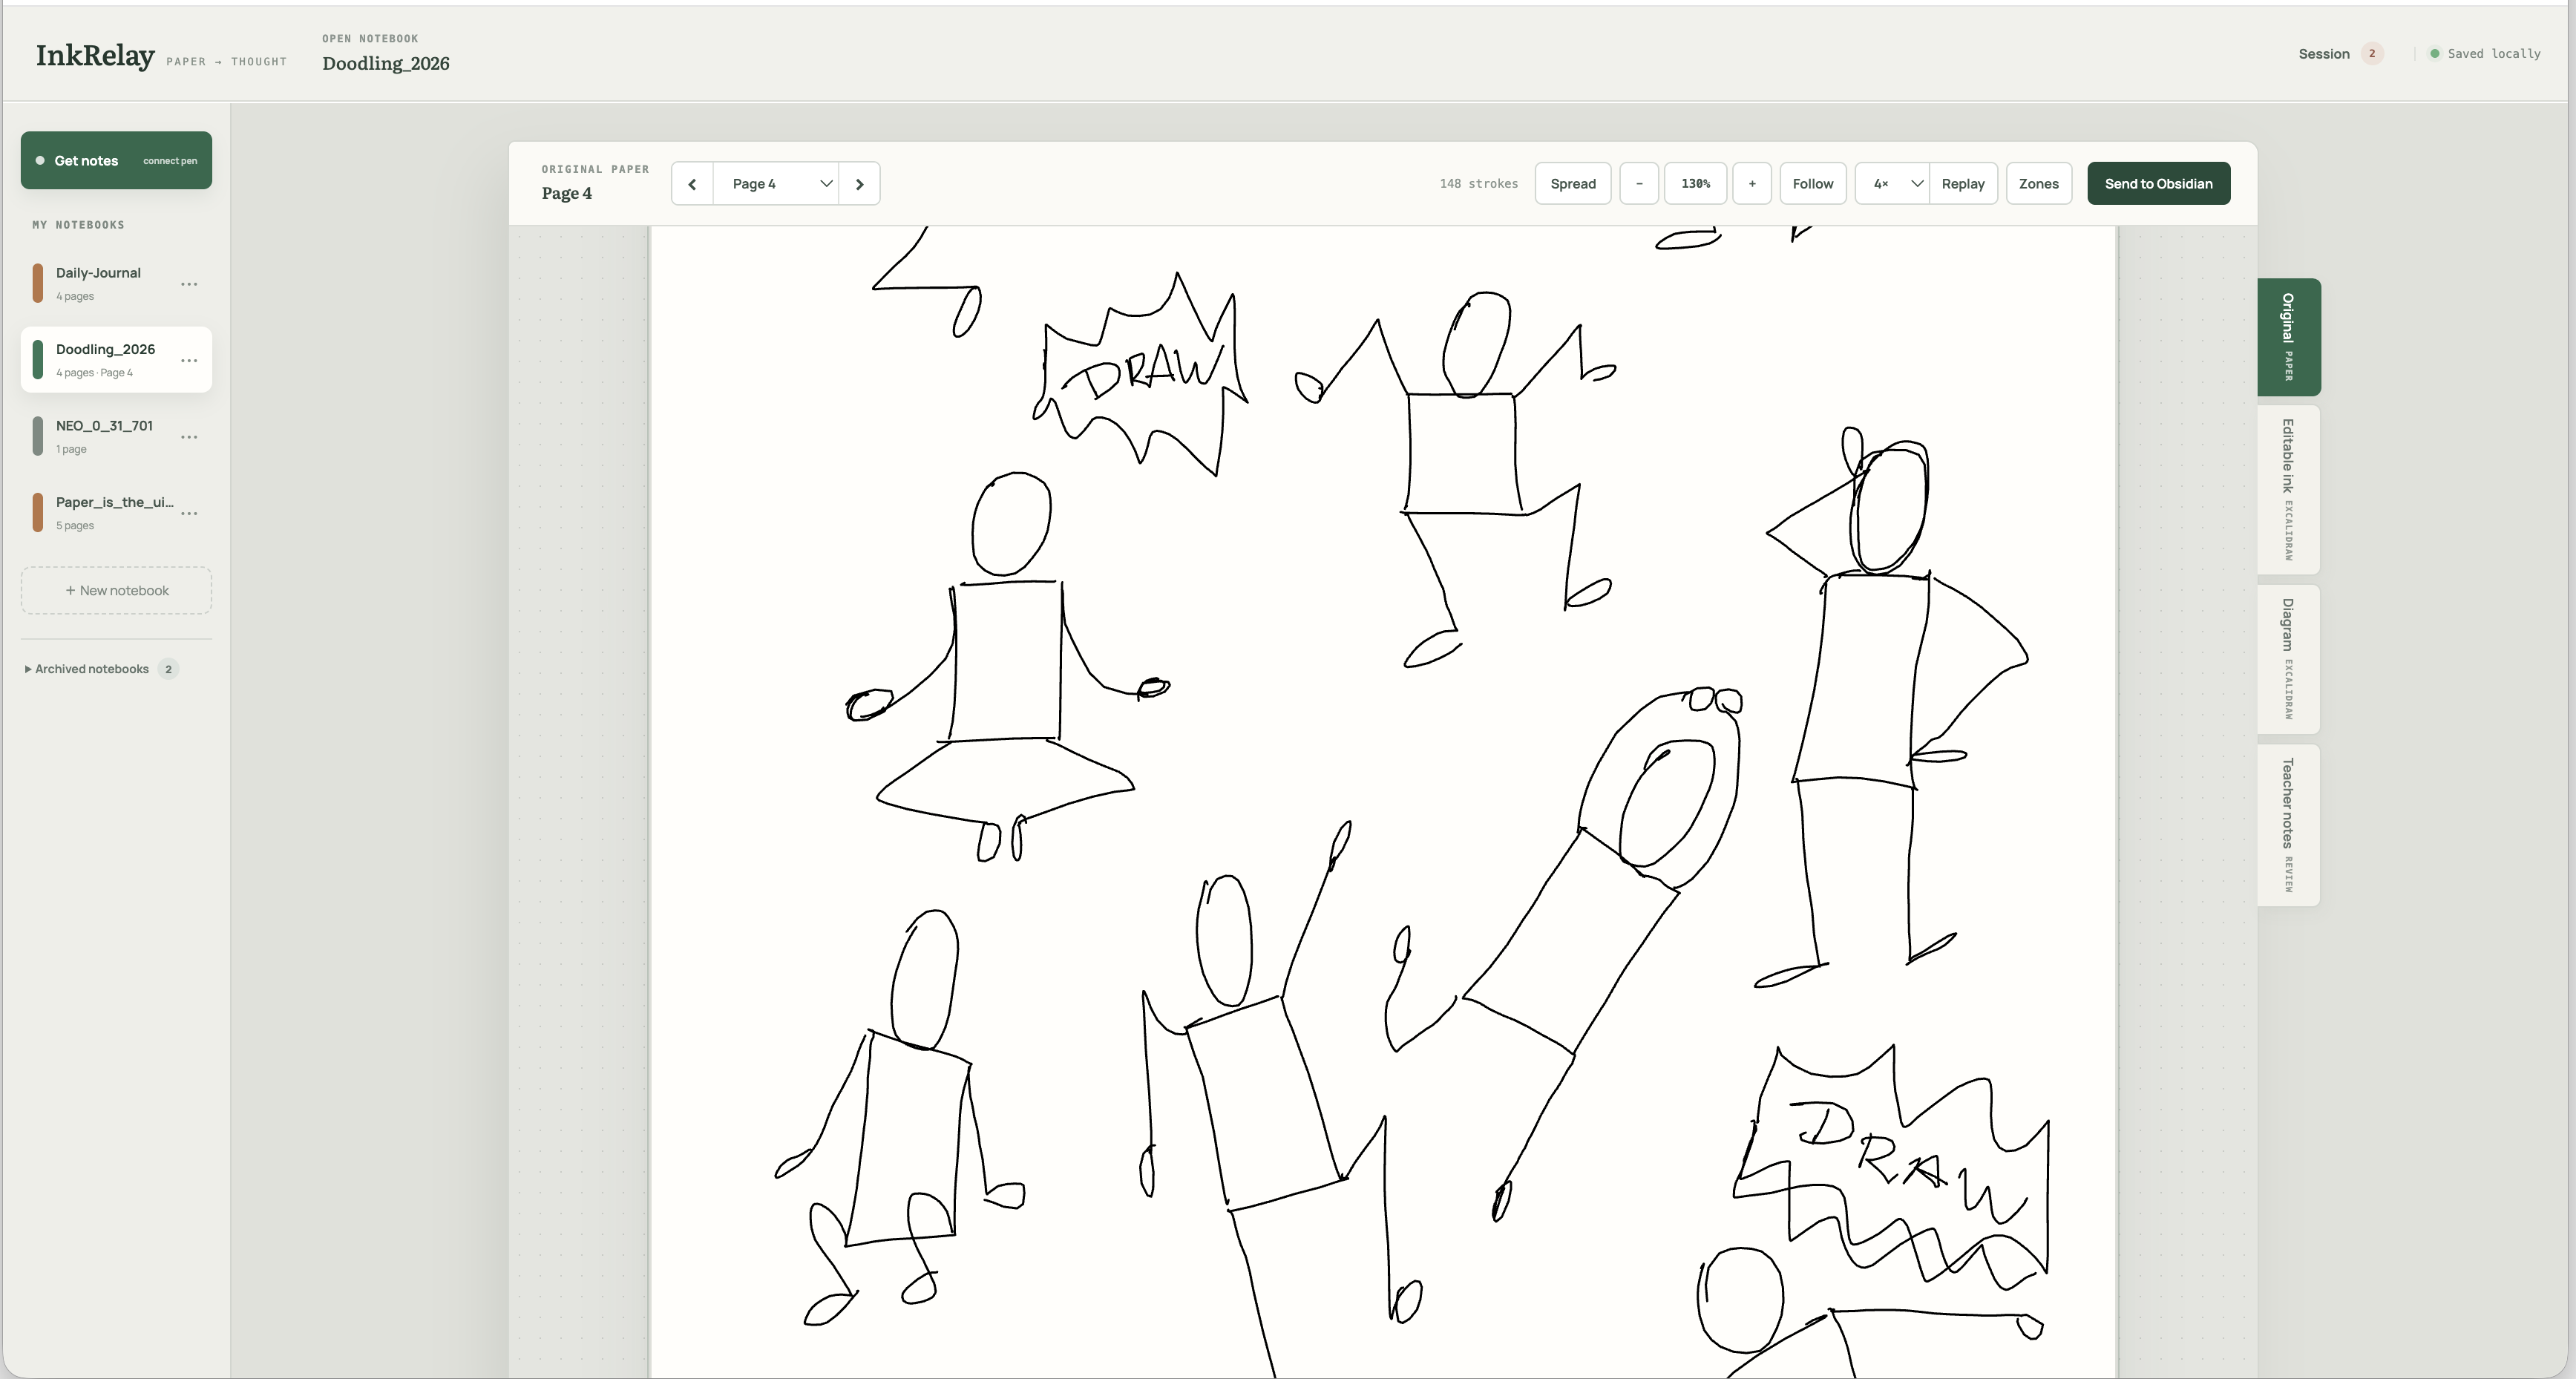 InkRelay PAPER → THOUGHT
OPEN NOTEBOOK
Doodling_2026
Session 2
Saved locally
Get notes connect pen
MY NOTEBOOKS
Daily-Journal
4 pages
Doodling_2026
4 pages · Page 4
NEO_0_31_701
1 page
Paper_is_the_ui...
5 pages
+ New notebook
Archived notebooks 2
ORIGINAL PAPER
Page 4
Page 4
148 strokes
Spread
−
130%
+
Follow
4×
Replay
Zones
Send to Obsidian
DRAW
DRAW
Original PAPER
Editable ink EXCALIDRAW
Diagram EXCALIDRAW
Teacher notes REVIEW